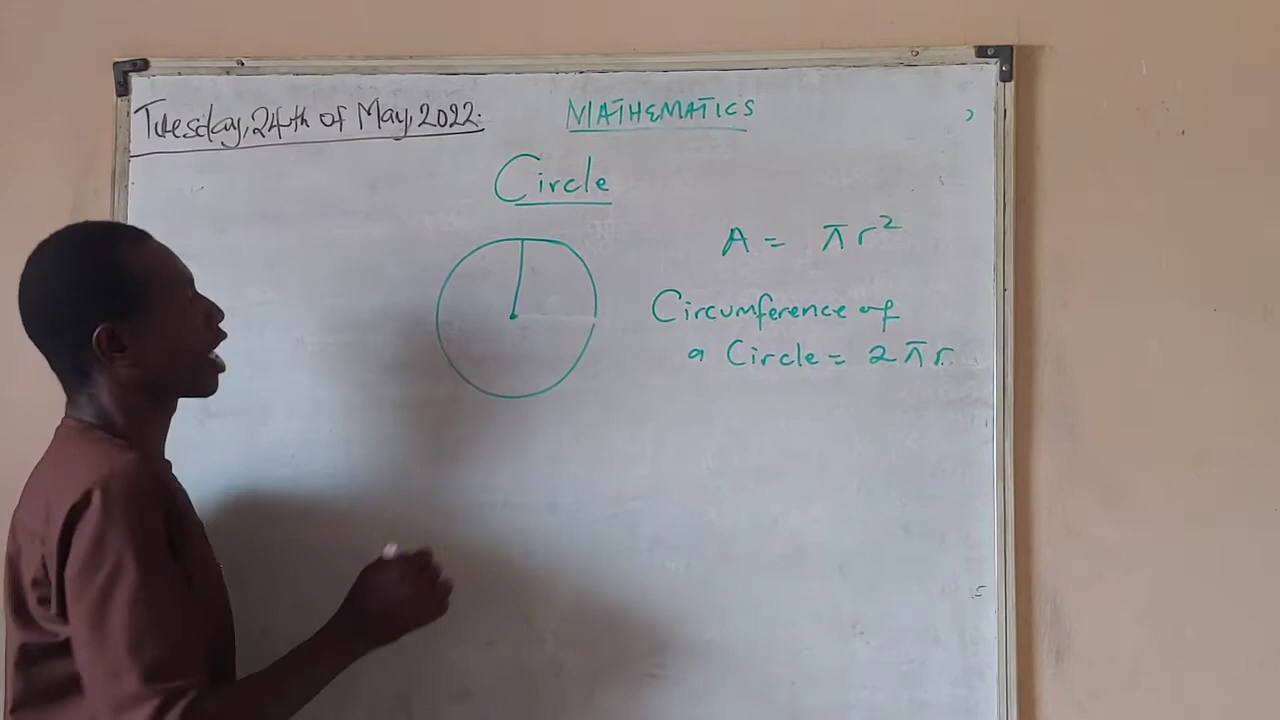 Tuesday, 24th of May, 2022.
MATHEMATICS
Circle
A = πr²
Circumference of
a Circle = 2πr.